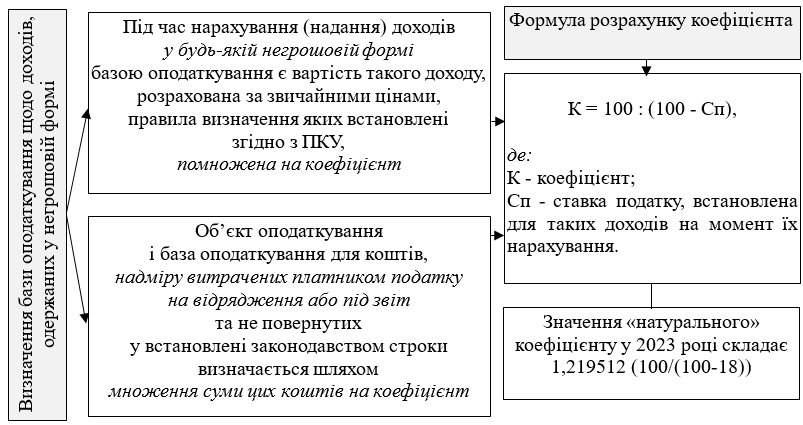 Визначення бази оподаткування щодо доходів,
одержаних у негрошовій формі
Під час нарахування (надання) доходів
у будь-якій негрошовій формі
базою оподаткування є вартість такого доходу,
розрахована за звичайними цінами,
правила визначення яких встановлені
згідно з ПКУ,
помножена на коефіцієнт
Об’єкт оподаткування
і база оподаткування для коштів,
надміру витрачених платником податку
на відрядження або під звіт
та не повернутих
у встановлені законодавством строки
визначається шляхом
множення суми цих коштів на коефіцієнт
Формула розрахунку коефіцієнта
К = 100 : (100 - Сп),
де:
К - коефіцієнт;
Сп - ставка податку, встановлена
для таких доходів на момент їх
нарахування.
Значення «натурального»
коефіцієнту у 2023 році складає
1,219512 (100/(100-18))